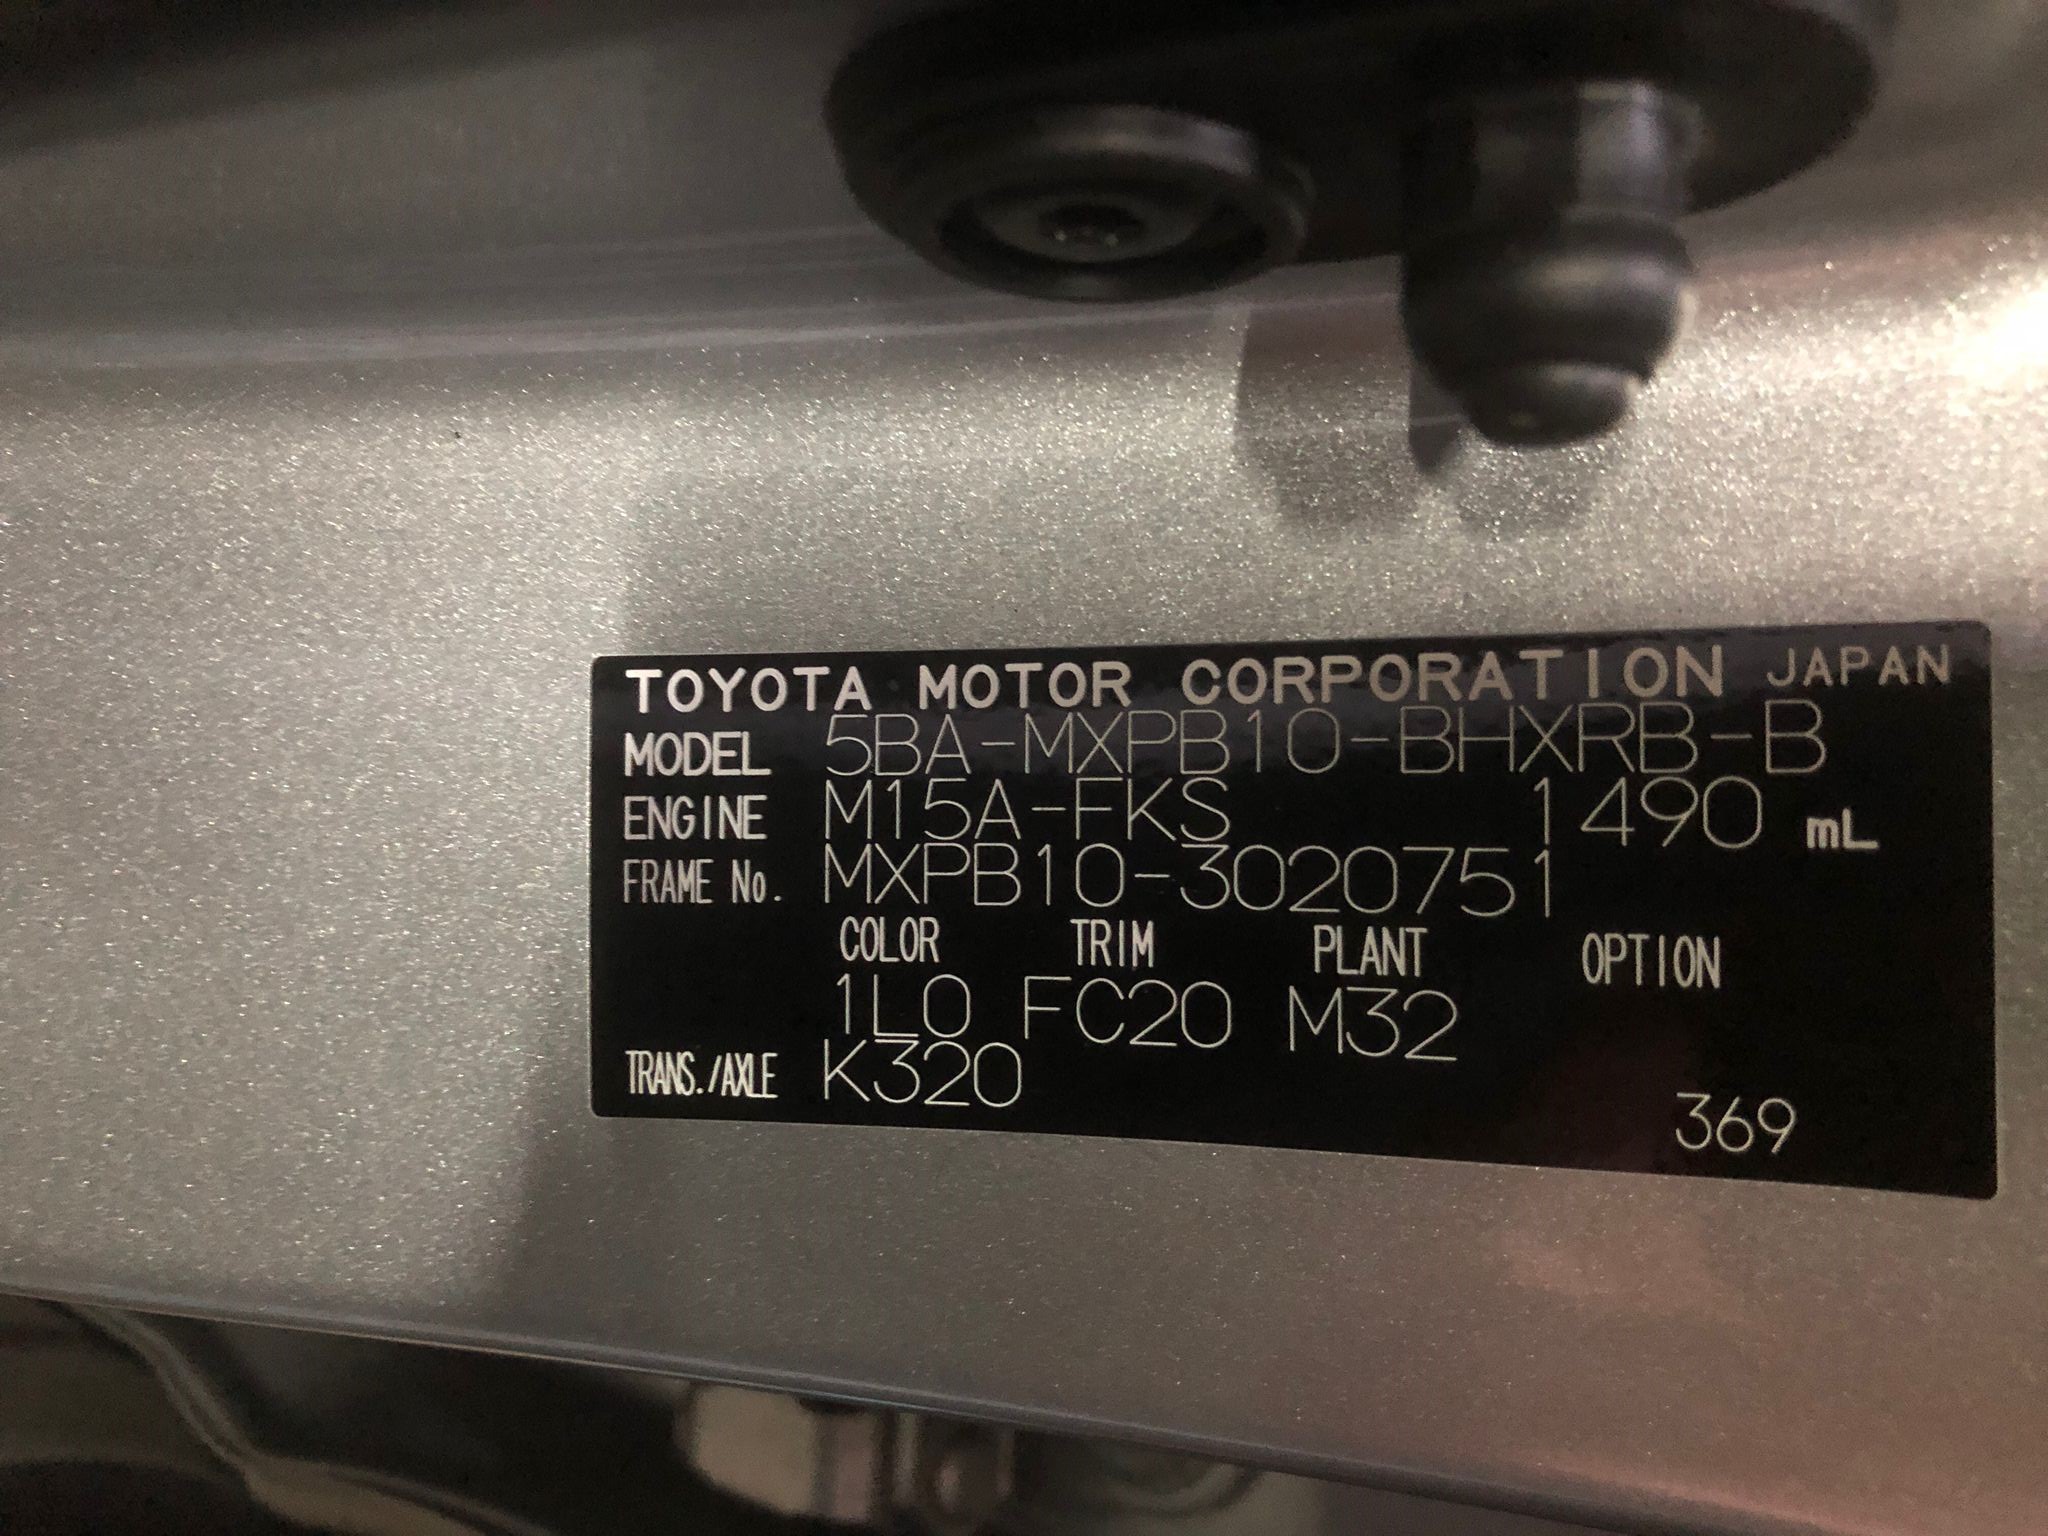 TOYOTA MOTOR CORPORATION JAPAN
MODEL 5BA-MXPB10-BHXRB-B
ENGINE M15A-FKS 1490 mL
FRAME No. MXPB10-3020751
COLOR TRIM PLANT OPTION
1L0 FC20 M32
TRANS./AXLE K320
369